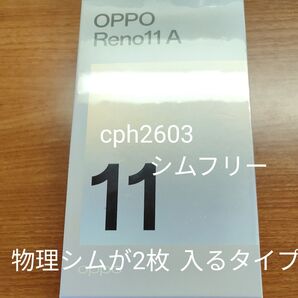 OPPO
Reno11 A
cph2603
シムフリー
11
物理シムが2枚 入るタイプ
oppo